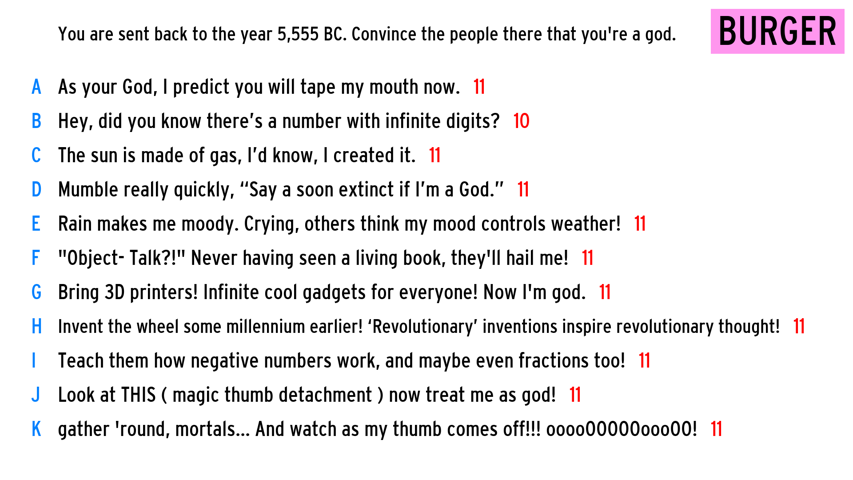 You are sent back to the year 5,555 BC. Convince the people there that you're a god.
BURGER
A As your God, I predict you will tape my mouth now. 11
B Hey, did you know there's a number with infinite digits? 10
C The sun is made of gas, I'd know, I created it. 11
D Mumble really quickly, “Say a soon extinct if I'm a God.” 11
E Rain makes me moody. Crying, others think my mood controls weather! 11
F "Object- Talk?!" Never having seen a living book, they'll hail me! 11
G Bring 3D printers! Infinite cool gadgets for everyone! Now I'm god. 11
H Invent the wheel some millennium earlier! ‘Revolutionary’ inventions inspire revolutionary thought! 11
I Teach them how negative numbers work, and maybe even fractions too! 11
J Look at THIS ( magic thumb detachment ) now treat me as god! 11
K gather 'round, mortals... And watch as my thumb comes off!!! ooooOOOOOoooOO! 11